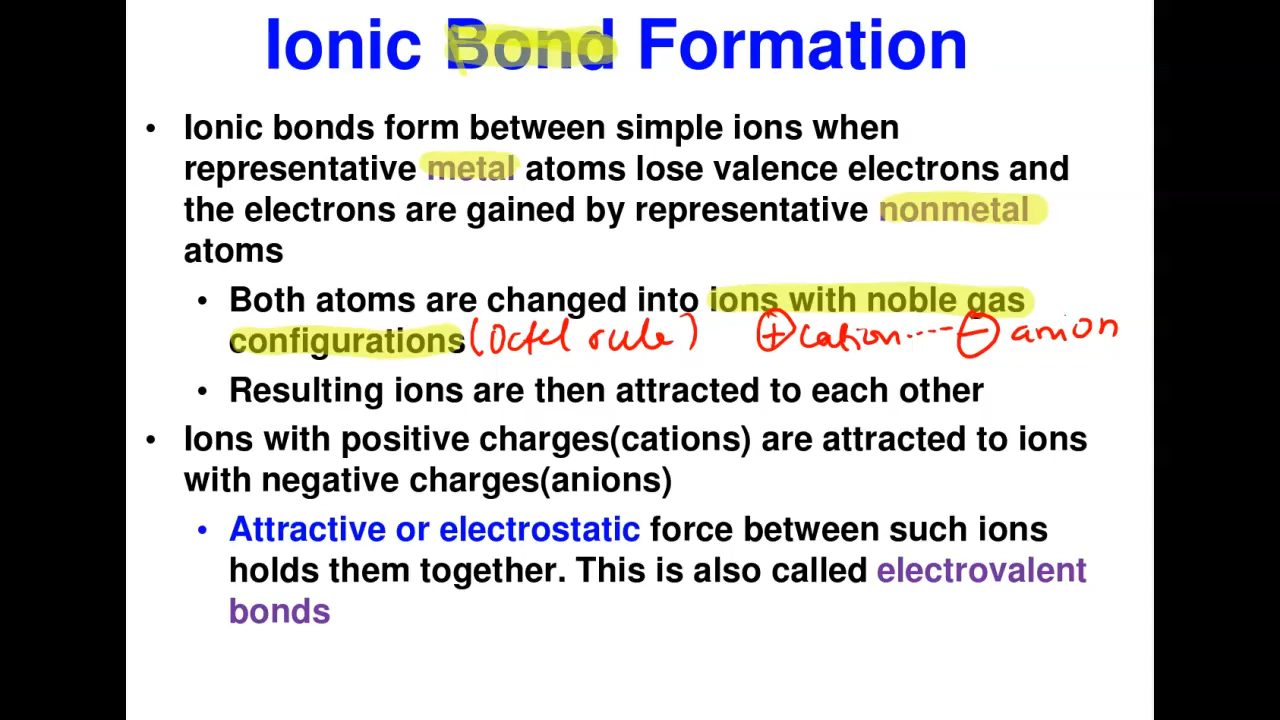 Ionic Bond Formation
• Ionic bonds form between simple ions when
representative metal atoms lose valence electrons and
the electrons are gained by representative nonmetal
atoms
• Both atoms are changed into ions with noble gas
configurations (Octet rule) ⊕ cation....⊖ anion
• Resulting ions are then attracted to each other
• Ions with positive charges(cations) are attracted to ions
with negative charges(anions)
• Attractive or electrostatic force between such ions
holds them together. This is also called electrovalent
bonds